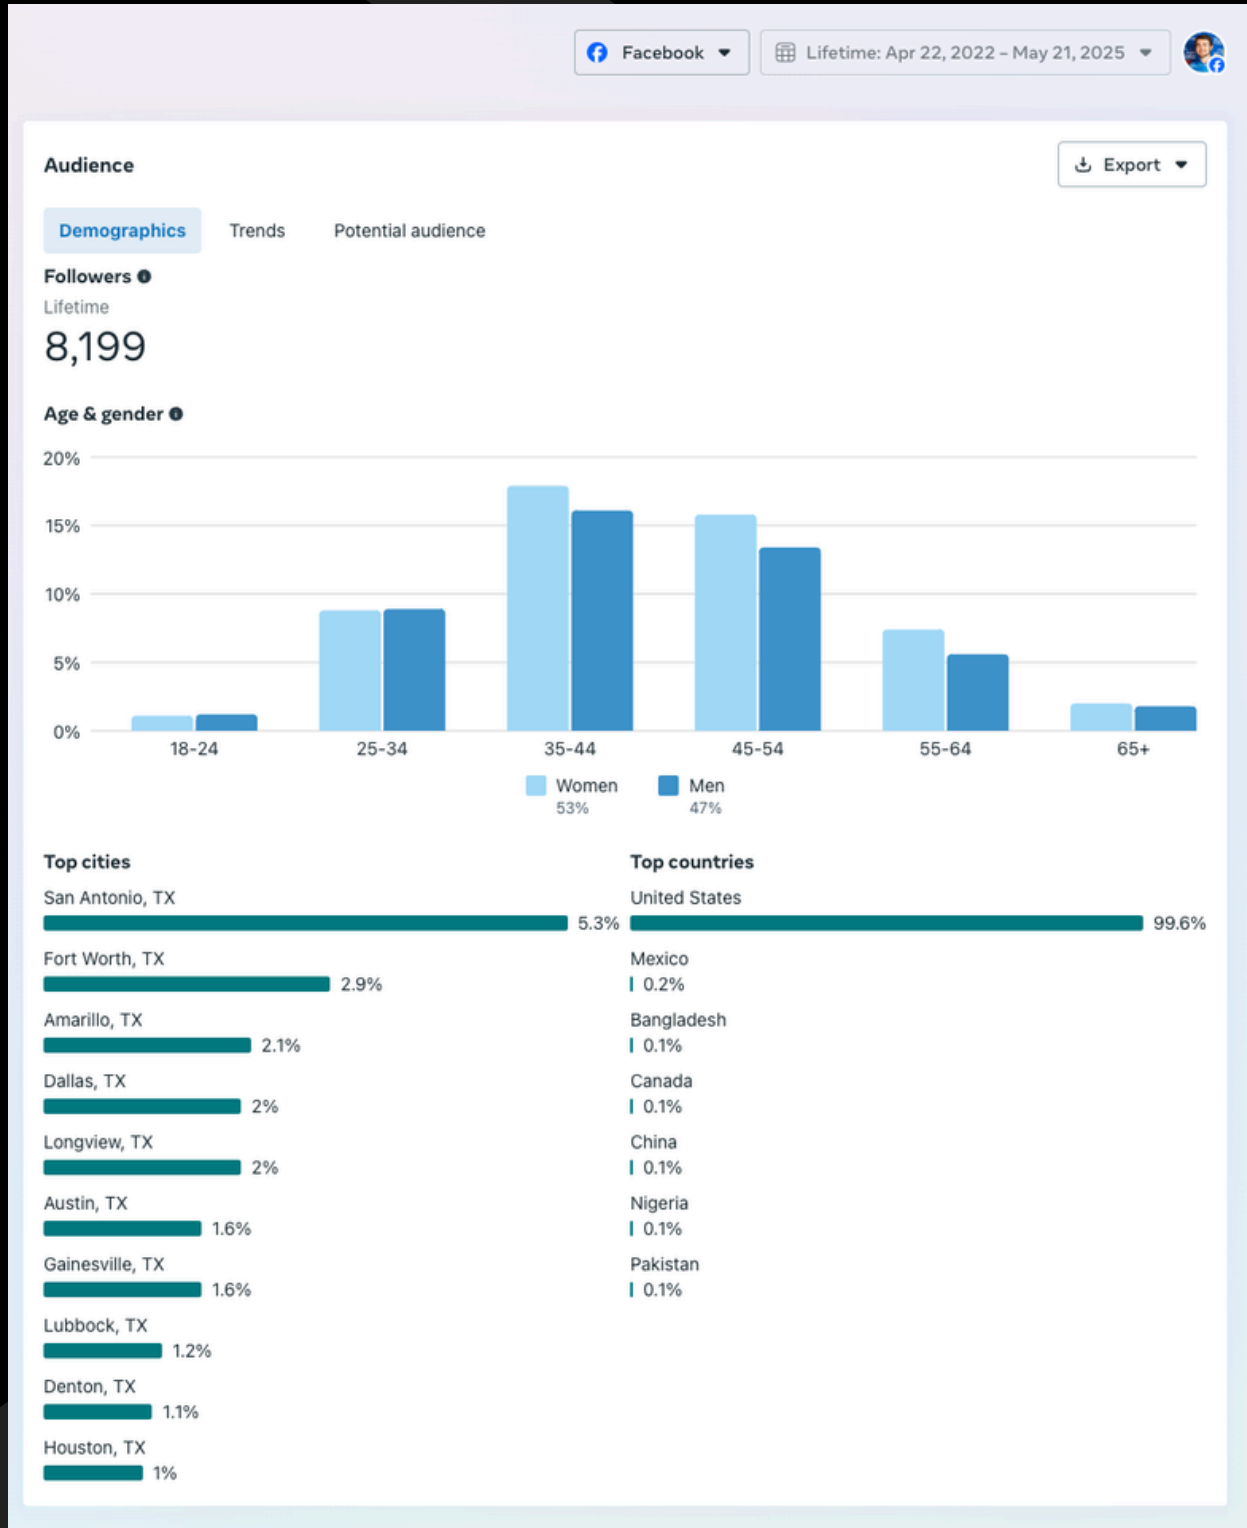 Facebook
Lifetime: Apr 22, 2022 – May 21, 2025
Audience
Export
Demographics Trends Potential audience
Followers
Lifetime
8,199
Age & gender
20%
15%
10%
5%
0%
18-24 25-34 35-44 45-54 55-64 65+
Women Men
53% 47%
Top cities
San Antonio, TX
5.3%
Fort Worth, TX
2.9%
Amarillo, TX
2.1%
Dallas, TX
2%
Longview, TX
2%
Austin, TX
1.6%
Gainesville, TX
1.6%
Lubbock, TX
1.2%
Denton, TX
1.1%
Houston, TX
1%
Top countries
United States
99.6%
Mexico
0.2%
Bangladesh
0.1%
Canada
0.1%
China
0.1%
Nigeria
0.1%
Pakistan
0.1%